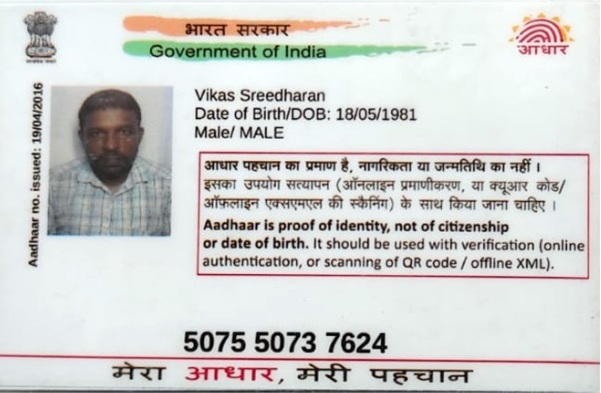 भारत सरकार
Government of India
आधार
Aadhaar no. issued: 19/04/2016
Vikas Sreedharan
Date of Birth/DOB: 18/05/1981
Male/ MALE
आधार पहचान का प्रमाण है, नागरिकता या जन्मतिथि का नहीं ।
इसका उपयोग सत्यापन (ऑनलाइन प्रमाणीकरण, या क्यूआर कोड/
ऑफलाइन एक्सएमएल की स्कैनिंग) के साथ किया जाना चाहिए ।
Aadhaar is proof of identity, not of citizenship
or date of birth. It should be used with verification (online
authentication, or scanning of QR code / offline XML).
5075 5073 7624
मेरा आधार, मेरी पहचान